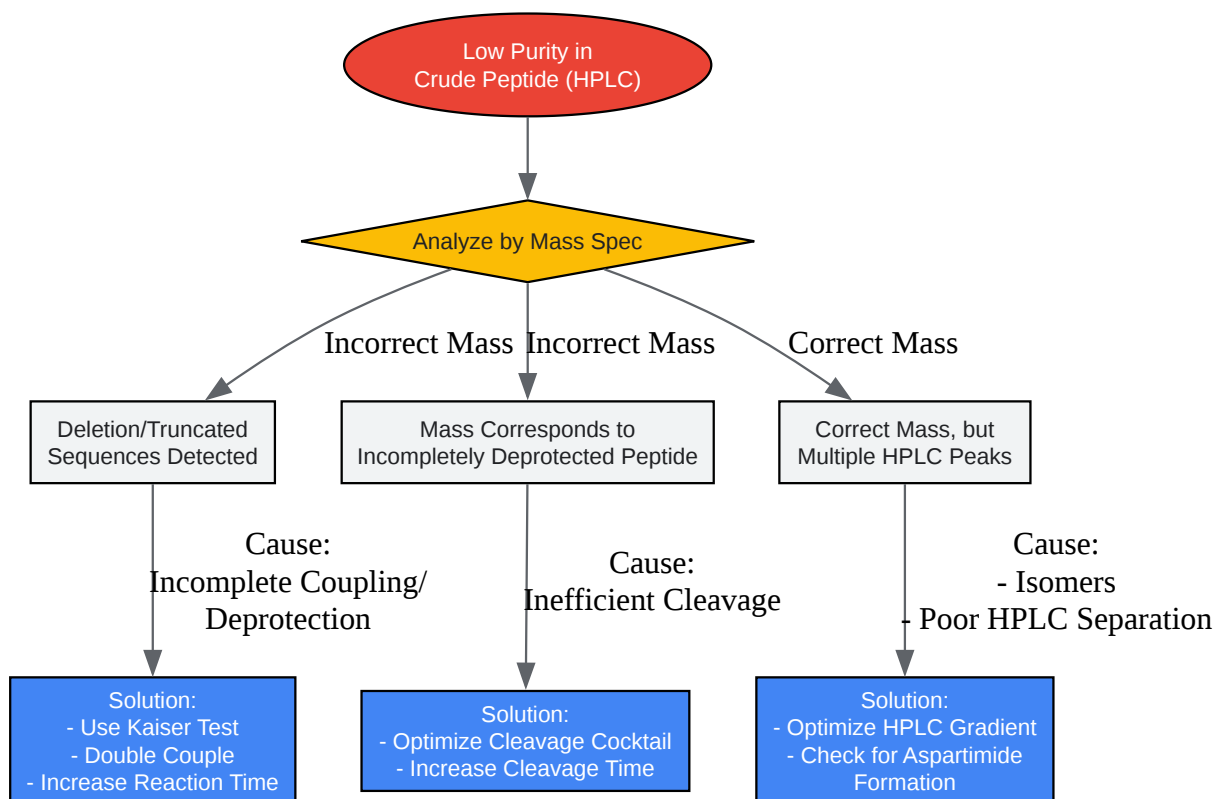 Low Purity in
Crude Peptide (HPLC)
Analyze by Mass Spec
Incorrect Mass
Incorrect Mass
Correct Mass
Deletion/Truncated
Sequences Detected
Mass Corresponds to
Incompletely Deprotected Peptide
Correct Mass, but
Multiple HPLC Peaks
Cause:
Incomplete Coupling/
Deprotection
Cause:
Inefficient Cleavage
Cause:
- Isomers
- Poor HPLC Separation
Solution:
- Use Kaiser Test
- Double Couple
- Increase Reaction Time
Solution:
- Optimize Cleavage Cocktail
- Increase Cleavage Time
Solution:
- Optimize HPLC Gradient
- Check for Aspartimide
Formation